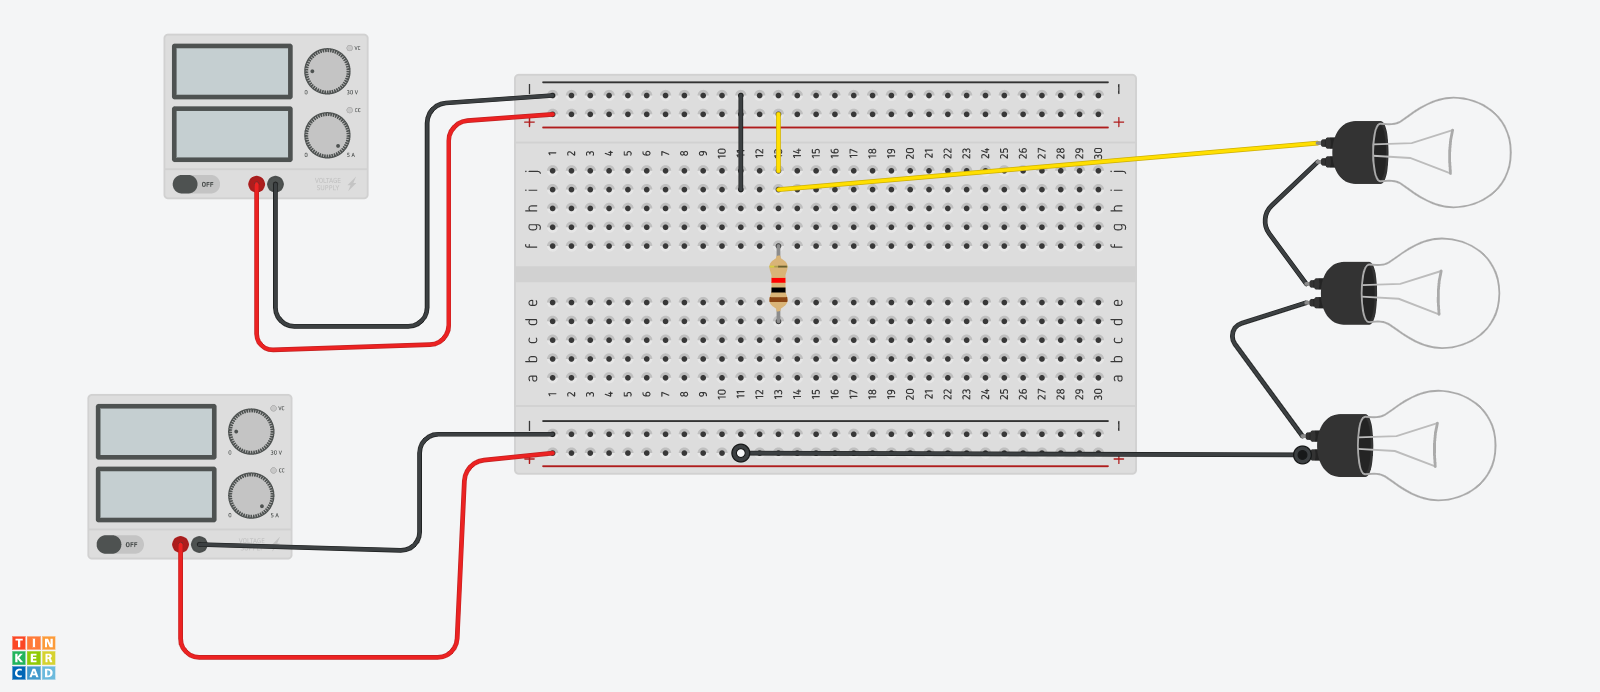 VC
0 30 V
CC
0 5 A
OFF
VOLTAGE
SUPPLY
− −
+ +
1 2 3 4 5 6 7 8 9 10 11 12 13 14 15 16 17 18 19 20 21 22 23 24 25 26 27 28 29 30
j j
i i
h h
g g
f f
e e
d d
c c
b b
a a
1 2 3 4 5 6 7 8 9 10 11 12 13 14 15 16 17 18 19 20 21 22 23 24 25 26 27 28 29 30
− −
+ +
VC
0 30 V
CC
0 5 A
OFF
VOLTAGE
SUPPLY
TIN
KER
CAD